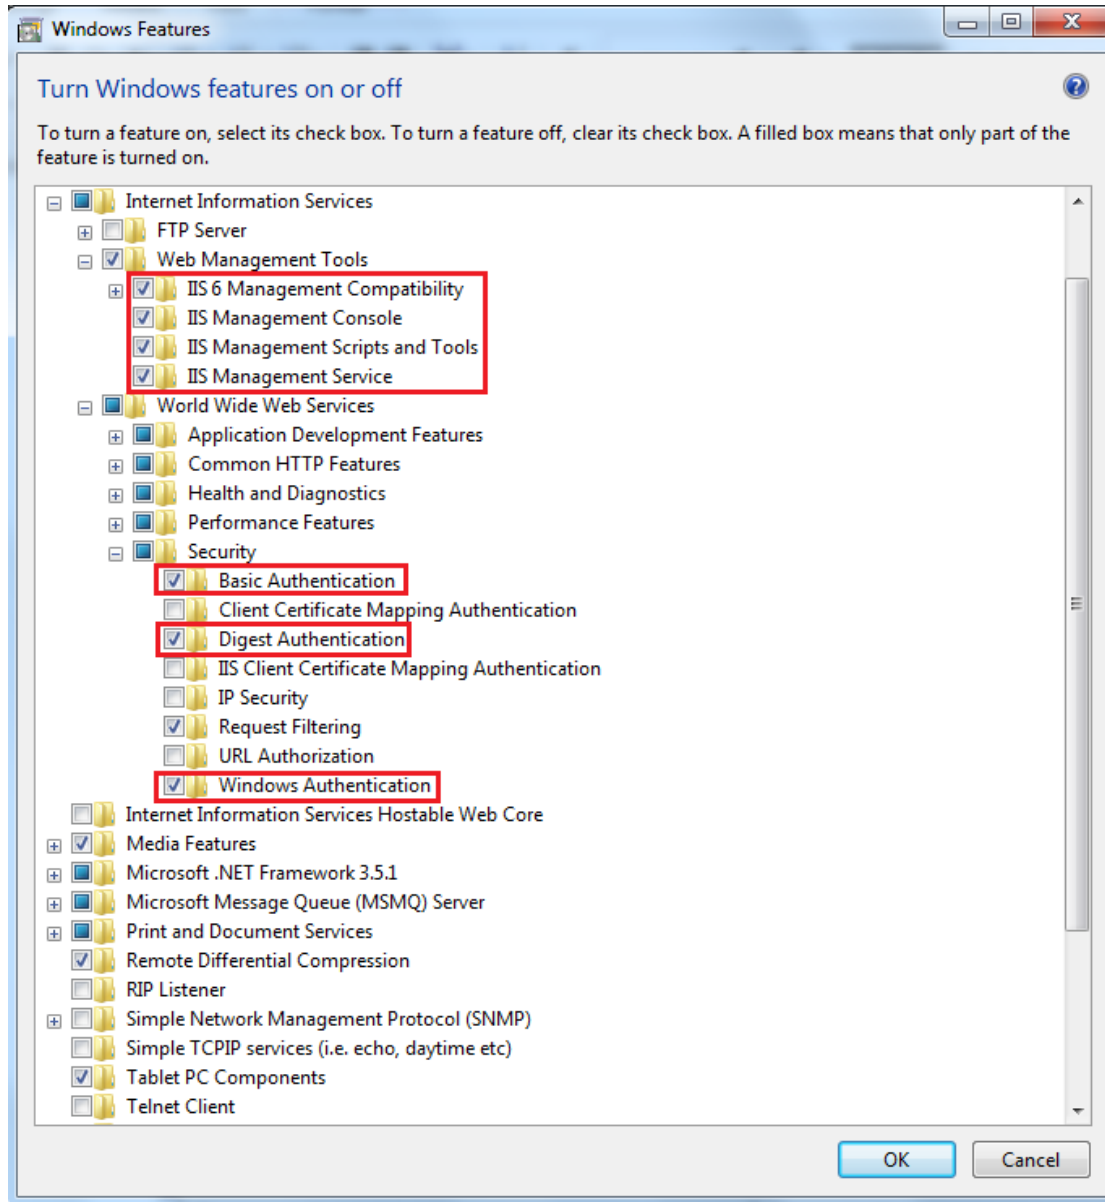 Windows Features
Turn Windows features on or off
To turn a feature on, select its check box. To turn a feature off, clear its check box. A filled box means that only part of the
feature is turned on.
Internet Information Services
FTP Server
Web Management Tools
IIS 6 Management Compatibility
IIS Management Console
IIS Management Scripts and Tools
IIS Management Service
World Wide Web Services
Application Development Features
Common HTTP Features
Health and Diagnostics
Performance Features
Security
Basic Authentication
Client Certificate Mapping Authentication
Digest Authentication
IIS Client Certificate Mapping Authentication
IP Security
Request Filtering
URL Authorization
Windows Authentication
Internet Information Services Hostable Web Core
Media Features
Microsoft .NET Framework 3.5.1
Microsoft Message Queue (MSMQ) Server
Print and Document Services
Remote Differential Compression
RIP Listener
Simple Network Management Protocol (SNMP)
Simple TCPIP services (i.e. echo, daytime etc)
Tablet PC Components
Telnet Client
OK Cancel